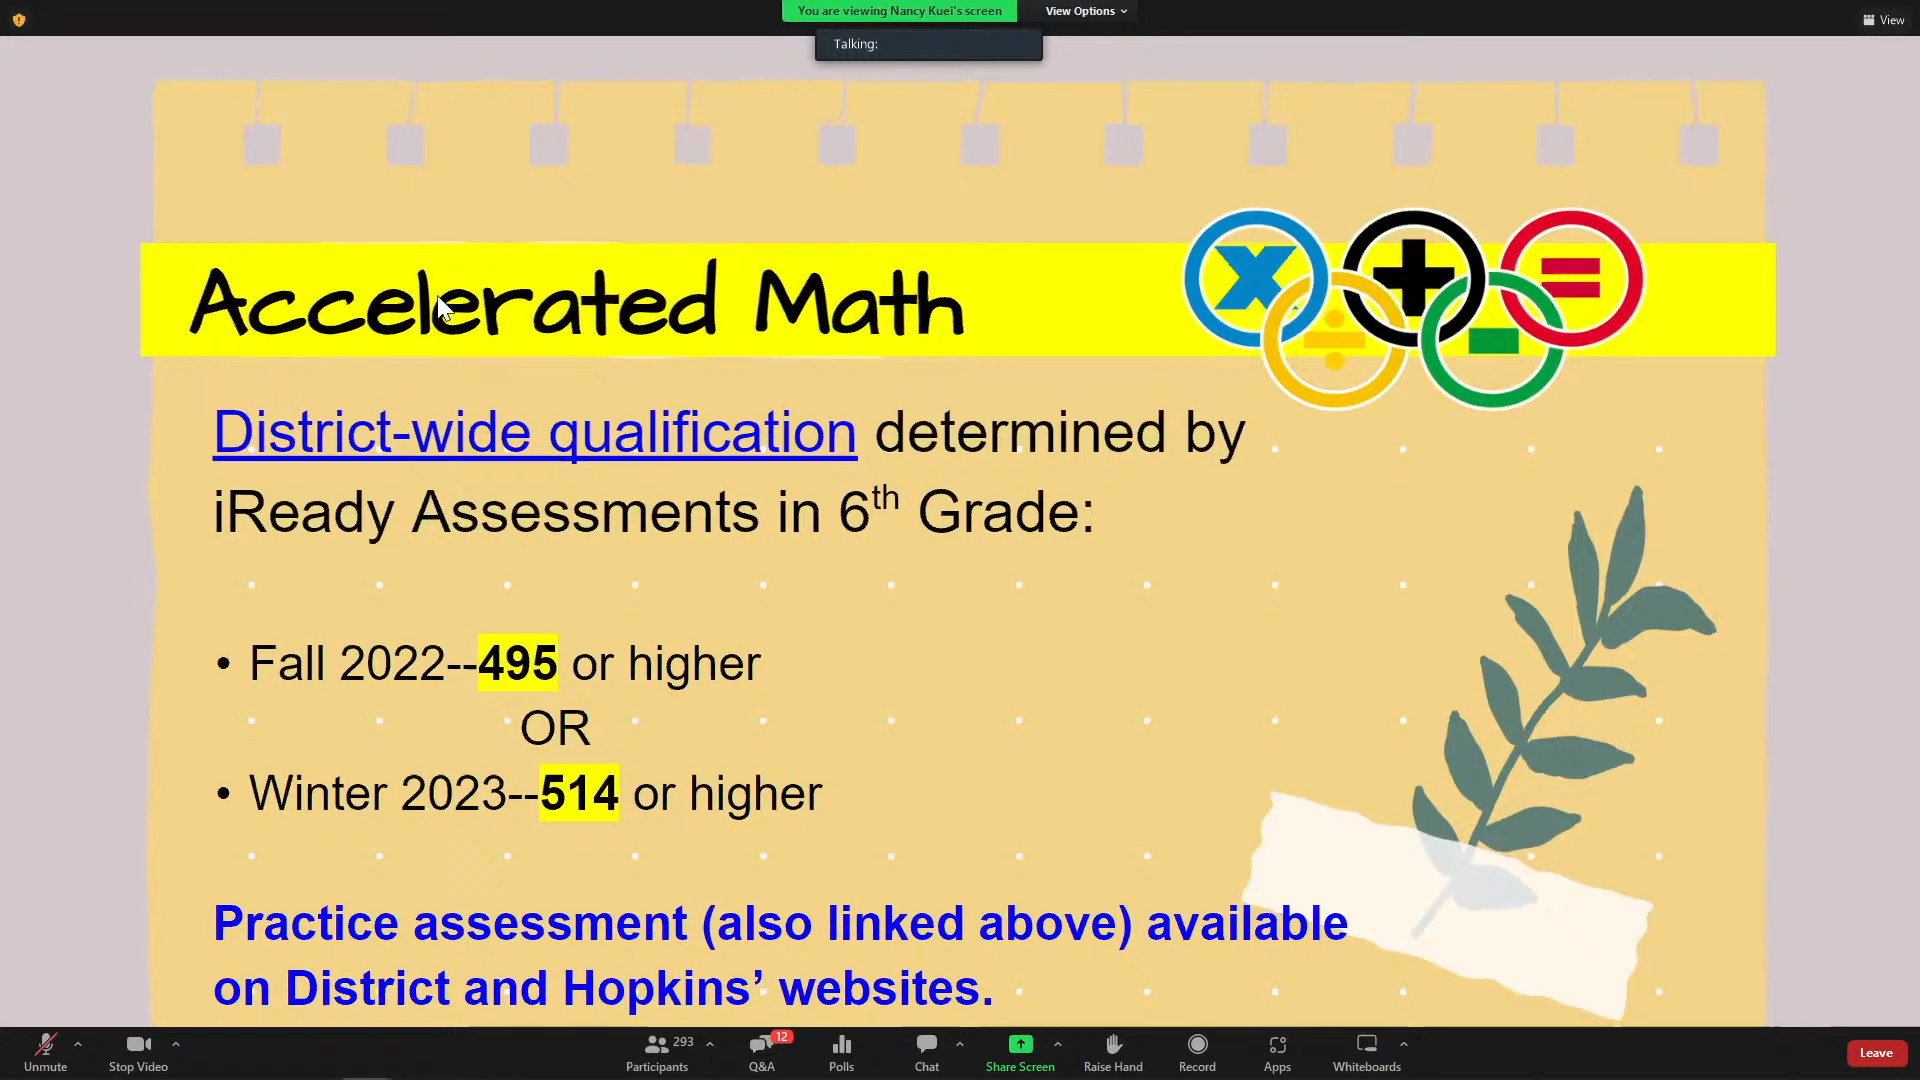 You are viewing Nancy Kuei's screen
View Options
View
Talking:
Accelerated Math
District-wide qualification determined by
iReady Assessments in 6th Grade:
• Fall 2022--495 or higher
OR
• Winter 2023--514 or higher
Practice assessment (also linked above) available
on District and Hopkins’ websites.
Unmute
Stop Video
293
Participants
12
Q&A
Polls
Chat
Share Screen
Raise Hand
Record
Apps
Whiteboards
Leave